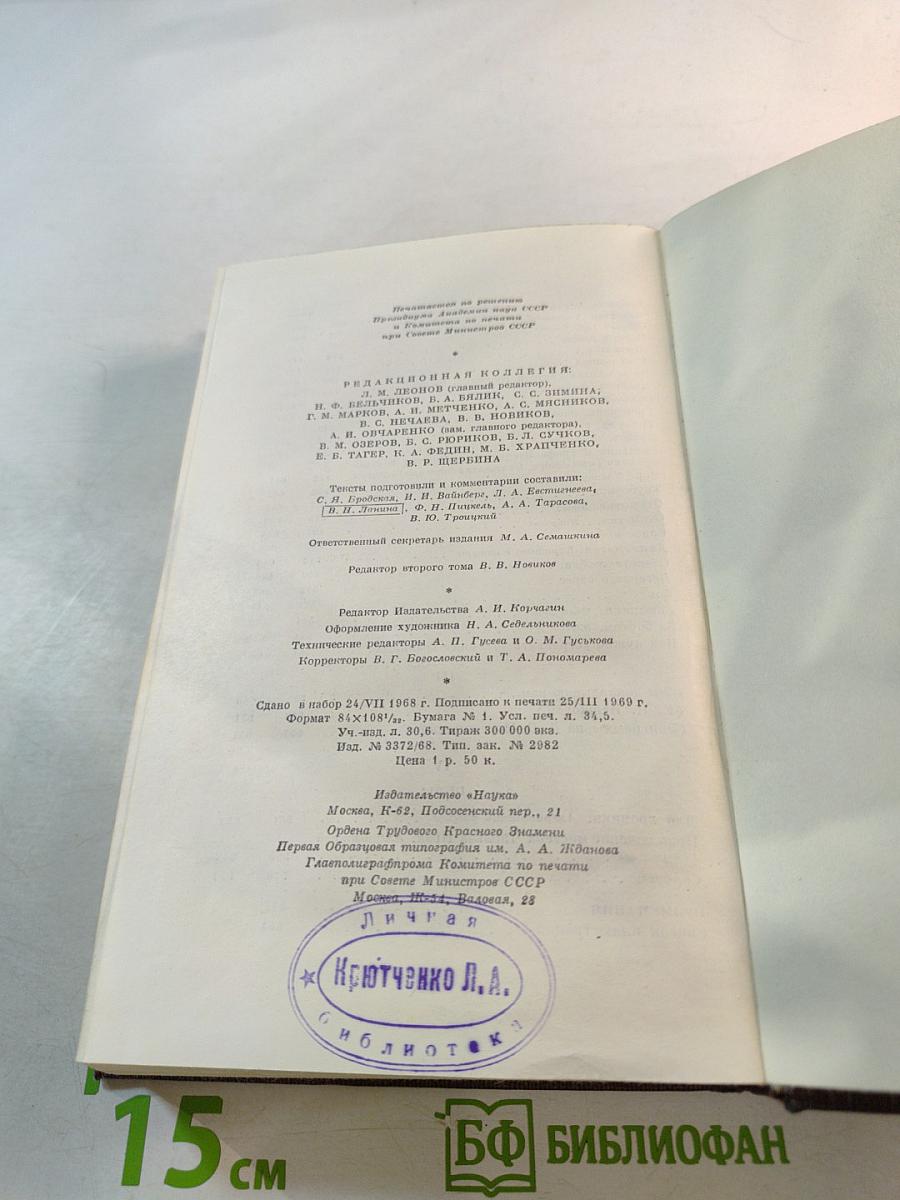 Печатается по решению
Президиума Академии наук СССР
и Комитета по печати
при Совете Министров СССР
*
РЕДАКЦИОННАЯ КОЛЛЕГИЯ:
Л. М. ЛЕОНОВ (главный редактор),
Н. Ф. БЕЛЬЧИКОВ, Б. А. БЯЛИК, С. С. ЗИМИНА,
Г. М. МАРКОВ, А. И. МЕТЧЕНКО, А. С. МЯСНИКОВ,
В. С. НЕЧАЕВА, В. В. НОВИКОВ,
А. И. ОВЧАРЕНКО (зам. главного редактора),
В. М. ОЗЕРОВ, Б. С. РЮРИКОВ, Б. Л. СУЧКОВ,
Е. Б. ТАГЕР, К. А. ФЕДИН, М. Б. ХРАПЧЕНКО,
В. Р. ЩЕРБИНА
Тексты подготовили и комментарии составили:
С. Я. Бродская, И. И. Вайнберг, Л. А. Евстигнеева,
В. Н. Ланина, Ф. Н. Пицкель, А. А. Тарасова,
В. Ю. Троицкий
Ответственный секретарь издания М. А. Семашкина
Редактор второго тома В. В. Новиков
*
Редактор Издательства А. И. Корчагин
Оформление художника Н. А. Седельникова
Технические редакторы А. П. Гусева и О. М. Гуськова
Корректоры В. Г. Богословский и Т. А. Пономарева
*
Сдано в набор 24/VII 1968 г. Подписано к печати 25/III 1969 г.
Формат 84×108¹/₃₂. Бумага № 1. Усл. печ. л. 34,5.
Уч.-изд. л. 30,6. Тираж 300 000 экз.
Изд. № 3372/68. Тип. зак. № 2982
Цена 1 р. 50 к.
Издательство «Наука»
Москва, К-62, Подсосенский пер., 21
Ордена Трудового Красного Знамени
Первая Образцовая типография им. А. А. Жданова
Главполиграфпрома Комитета по печати
при Совете Министров СССР
Москва, Ж-54, Валовая, 28
Личная
Крютченко Л.А.
библиотека
15 см
БФ БИБЛИОФАН